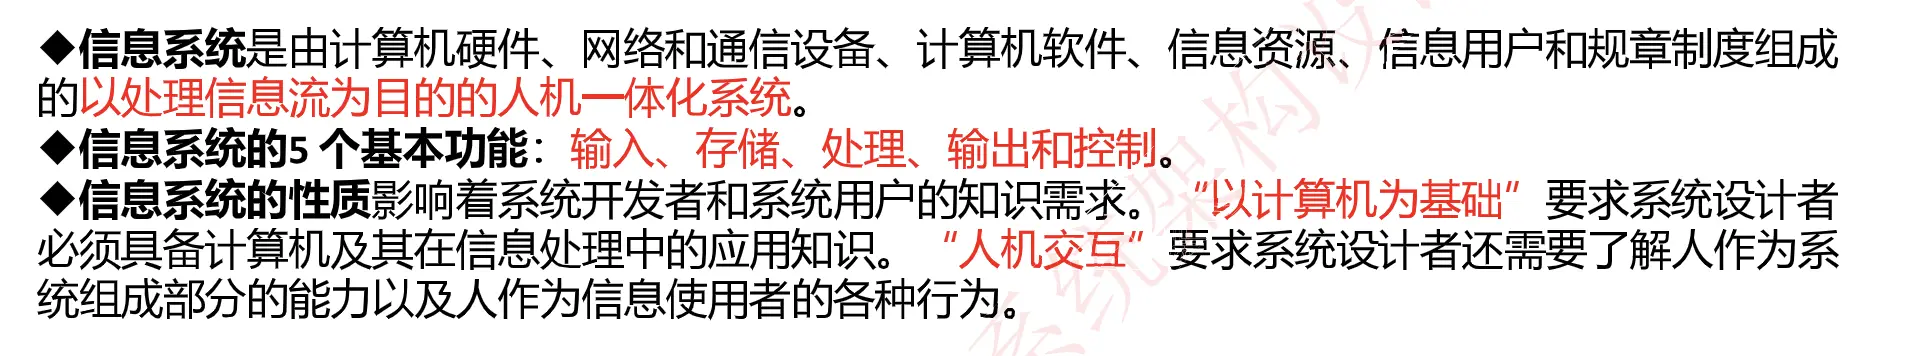 ◆信息系统是由计算机硬件、网络和通信设备、计算机软件、信息资源、信息用户和规章制度组成
的以处理信息流为目的的人机一体化系统。
◆信息系统的5 个基本功能：输入、存储、处理、输出和控制。
◆信息系统的性质影响着系统开发者和系统用户的知识需求。“以计算机为基础”要求系统设计者
必须具备计算机及其在信息处理中的应用知识。“人机交互”要求系统设计者还需要了解人作为系
统组成部分的能力以及人作为信息使用者的各种行为。
系统架构设